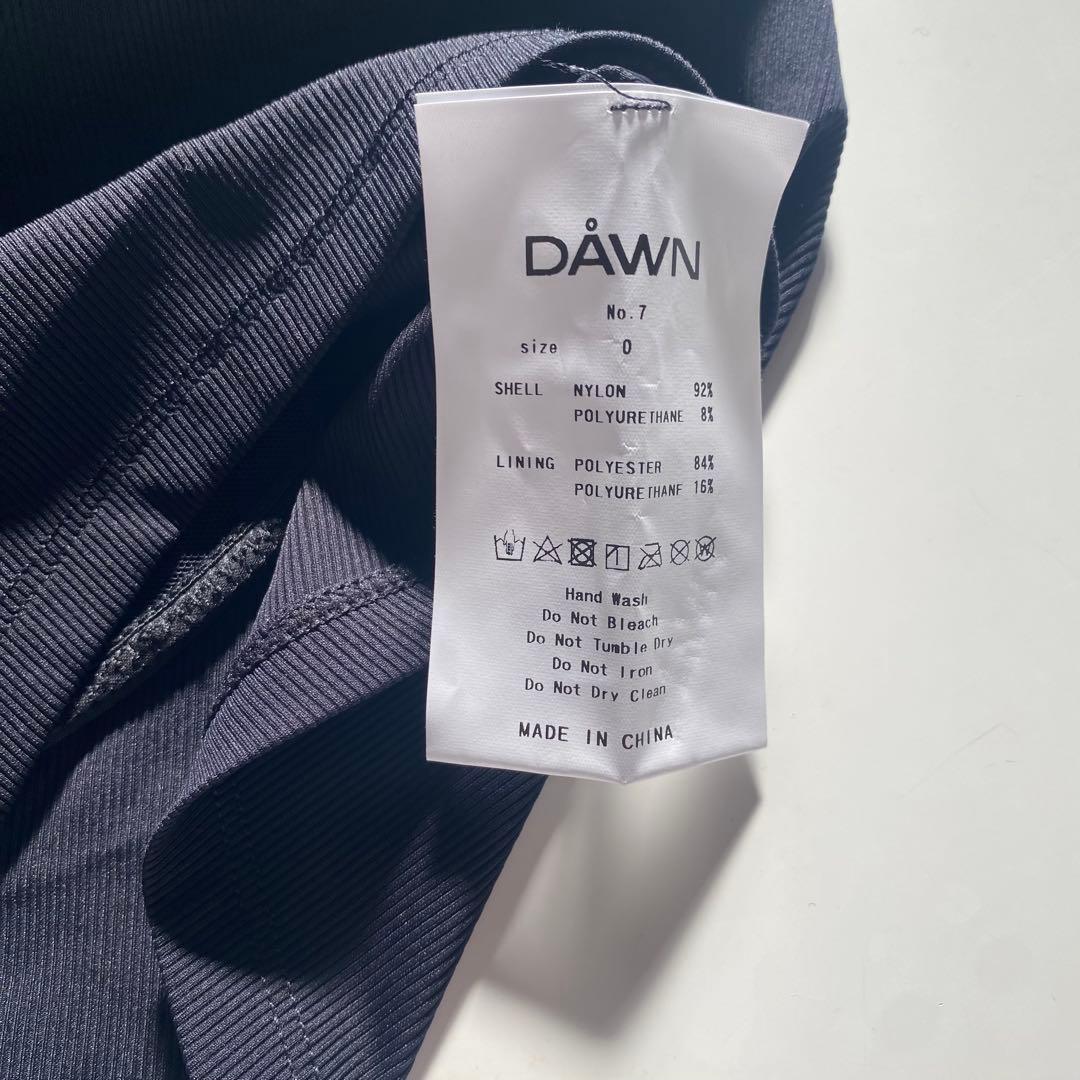 DÅWN
No.7
size 0
SHELL NYLON 92%
POLYURETHANE 8%
LINING POLYESTER 84%
POLYURETHANE 16%
Hand Wash
Do Not Bleach
Do Not Tumble Dry
Do Not Iron
Do Not Dry Clean
MADE IN CHINA